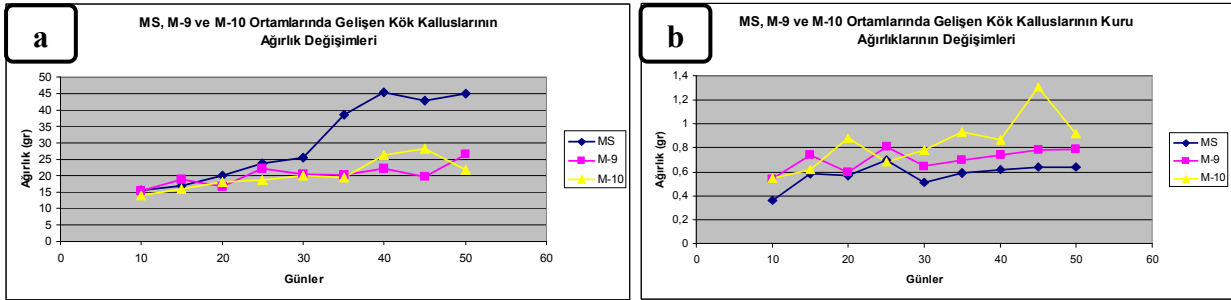 a
MS, M-9 ve M-10 Ortamlarında Gelişen Kök Kalluslarının
Ağırlık Değişimleri
50
45
40
35
30
25
20
15
10
5
0
Ağırlık (gr)
0 10 20 30 40 50 60
Günler
MS
M-9
M-10
b
MS, M-9 ve M-10 Ortamlarında Gelişen Kök Kalluslarının Kuru
Ağırlıklarının Değişimleri
1,4
1,2
1
0,8
0,6
0,4
0,2
0
Ağırlık (gr)
0 10 20 30 40 50 60
Günler
MS
M-9
M-10